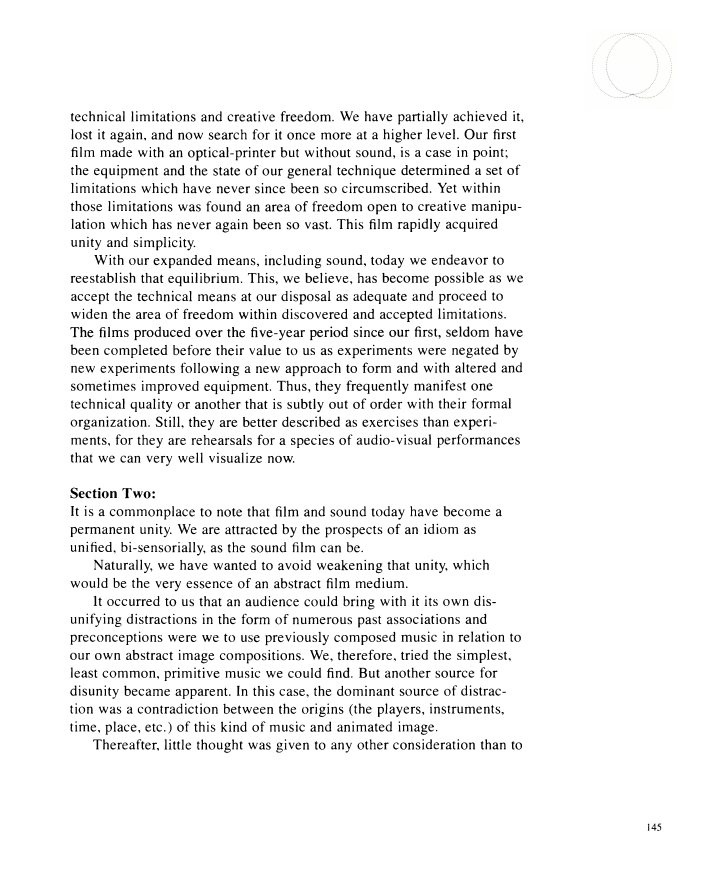 technical limitations and creative freedom. We have partially achieved it,
lost it again, and now search for it once more at a higher level. Our first
film made with an optical-printer but without sound, is a case in point;
the equipment and the state of our general technique determined a set of
limitations which have never since been so circumscribed. Yet within
those limitations was found an area of freedom open to creative manipu-
lation which has never again been so vast. This film rapidly acquired
unity and simplicity.
With our expanded means, including sound, today we endeavor to
reestablish that equilibrium. This, we believe, has become possible as we
accept the technical means at our disposal as adequate and proceed to
widen the area of freedom within discovered and accepted limitations.
The films produced over the five-year period since our first, seldom have
been completed before their value to us as experiments were negated by
new experiments following a new approach to form and with altered and
sometimes improved equipment. Thus, they frequently manifest one
technical quality or another that is subtly out of order with their formal
organization. Still, they are better described as exercises than experi-
ments, for they are rehearsals for a species of audio-visual performances
that we can very well visualize now.
Section Two:
It is a commonplace to note that film and sound today have become a
permanent unity. We are attracted by the prospects of an idiom as
unified, bi-sensorially, as the sound film can be.
Naturally, we have wanted to avoid weakening that unity, which
would be the very essence of an abstract film medium.
It occurred to us that an audience could bring with it its own dis-
unifying distractions in the form of numerous past associations and
preconceptions were we to use previously composed music in relation to
our own abstract image compositions. We, therefore, tried the simplest,
least common, primitive music we could find. But another source for
disunity became apparent. In this case, the dominant source of distrac-
tion was a contradiction between the origins (the players, instruments,
time, place, etc.) of this kind of music and animated image.
Thereafter, little thought was given to any other consideration than to
145